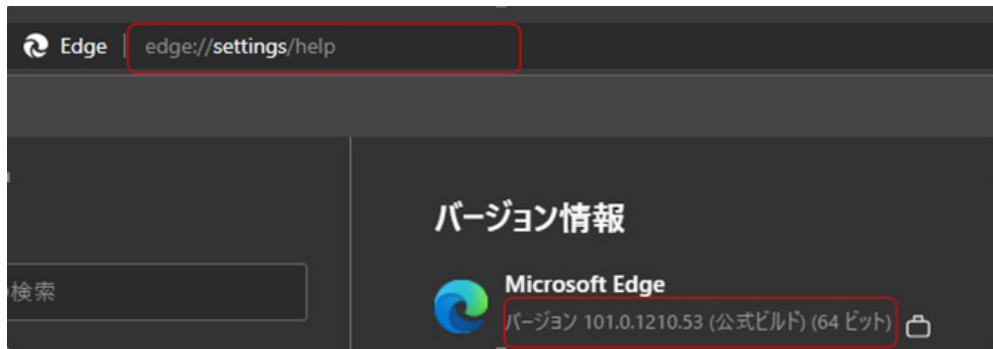 Edge edge://settings/help
バージョン情報
の検索
Microsoft Edge
バージョン 101.0.1210.53 (公式ビルド) (64 ビット)